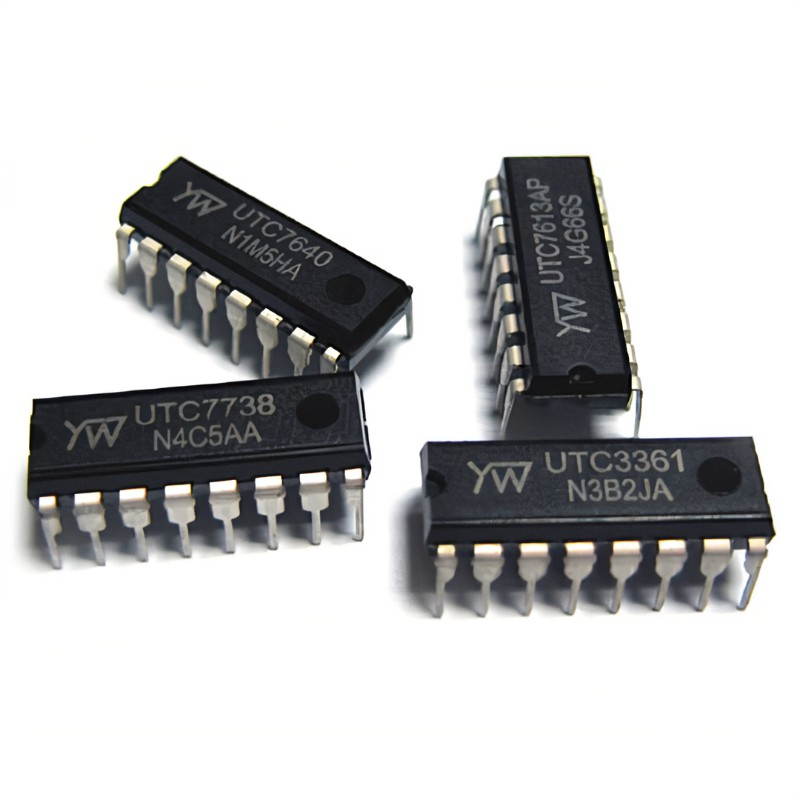 YW UTC7640
N1M5HA
YW UTC7613AP
J4G66S
YW UTC7738
N4C5AA
YW UTC3361
N3B2JA